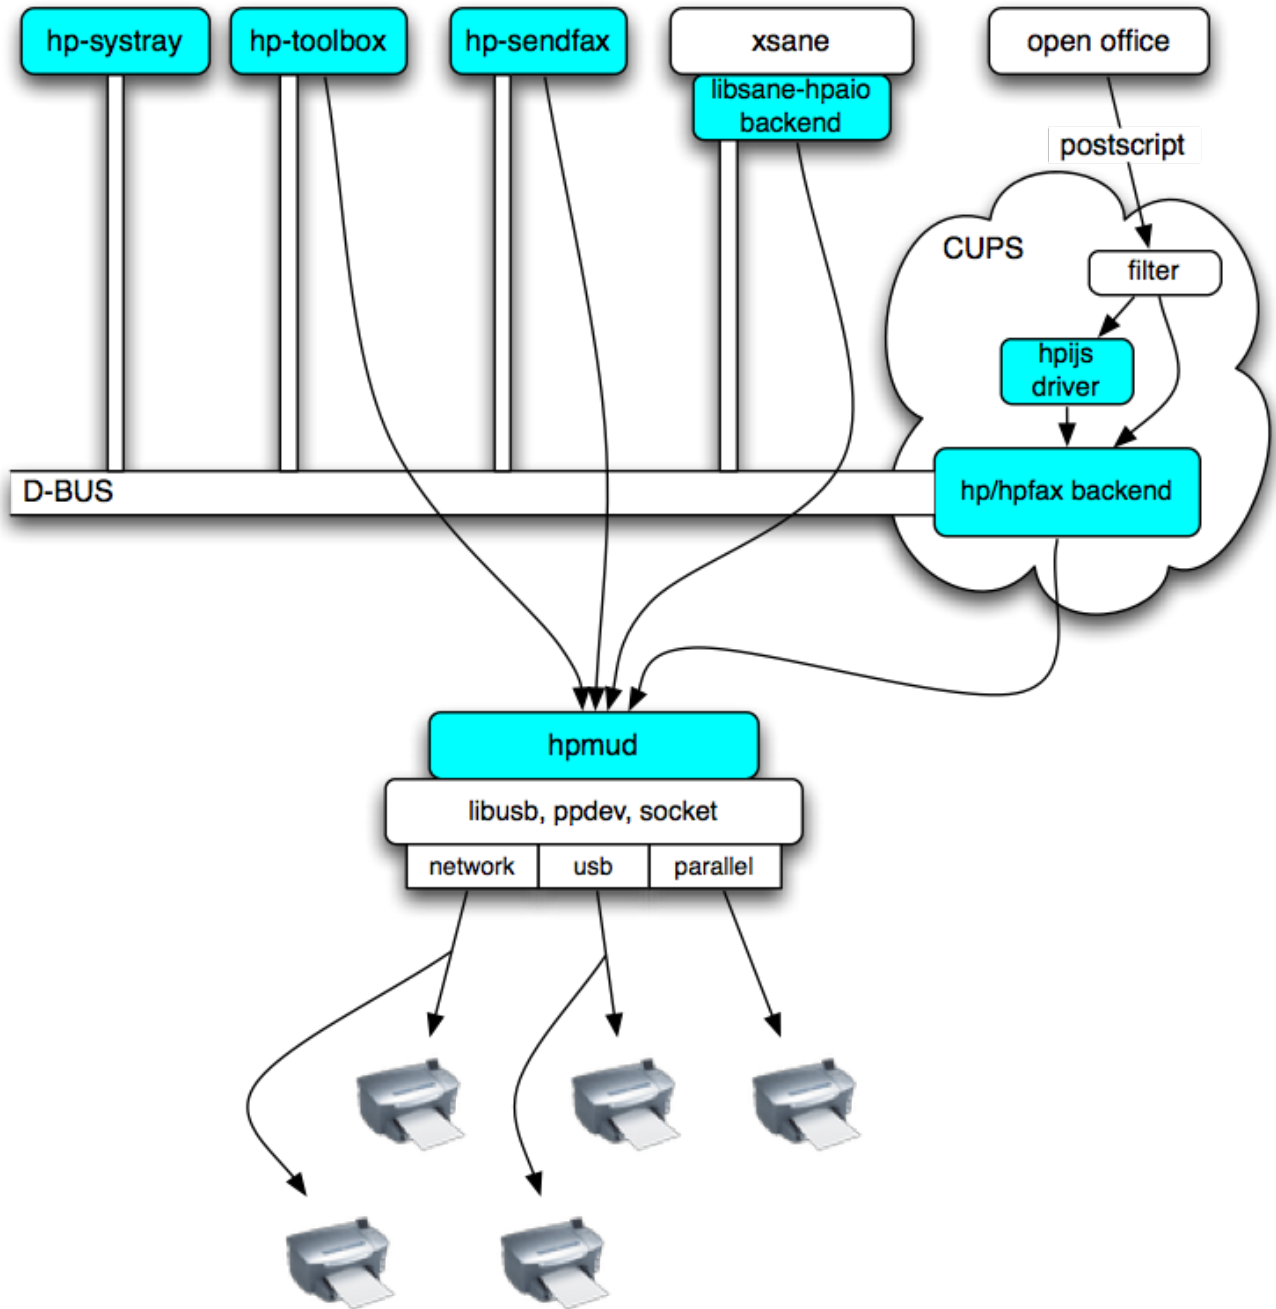 hp-systray
hp-toolbox
hp-sendfax
xsane
open office
libsane-hpaio
backend
postscript
CUPS
filter
hpijs
driver
D-BUS
hp/hpfax backend
hpmud
libusb, ppdev, socket
network
usb
parallel